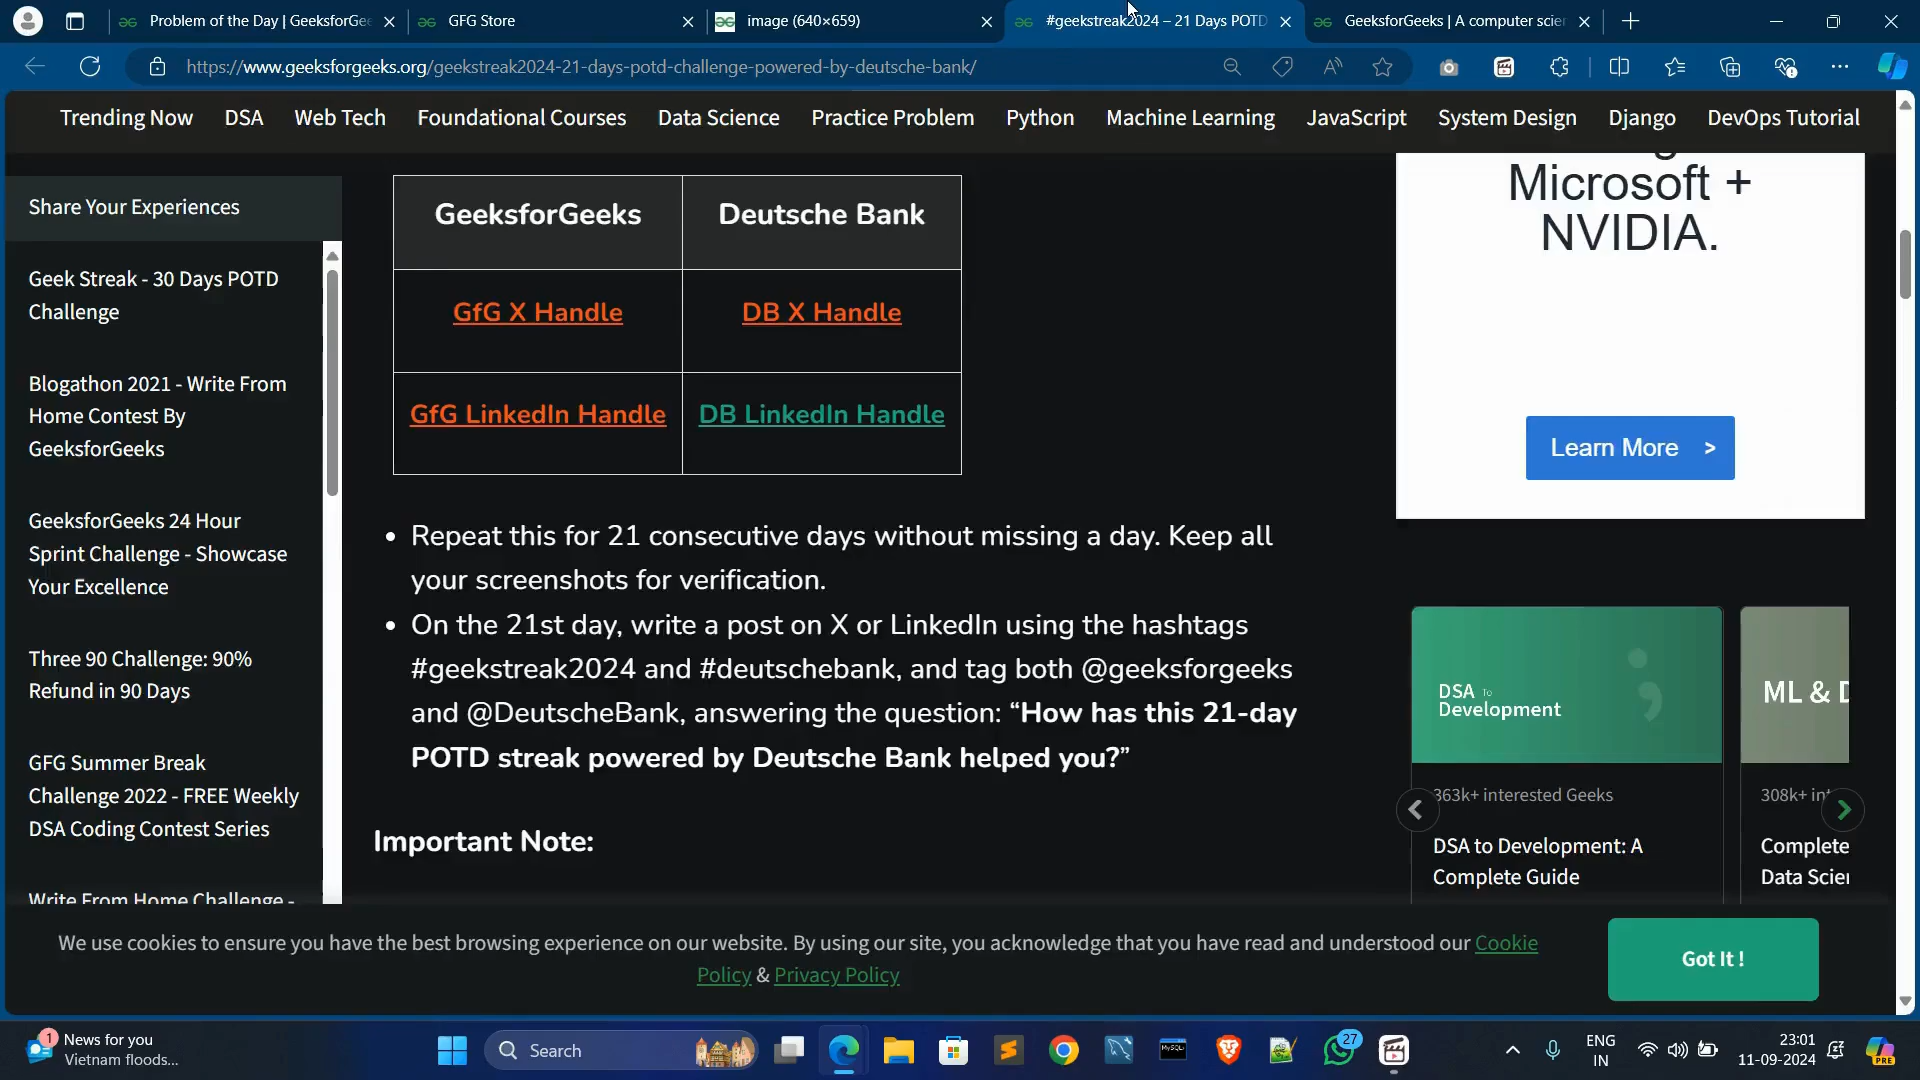 Problem of the Day | GeeksforGee
GFG Store
image (640×659)
#geekstreak2024 – 21 Days POTD
GeeksforGeeks | A computer scien
https://www.geeksforgeeks.org/geekstreak2024-21-days-potd-challenge-powered-by-deutsche-bank/
Trending Now DSA Web Tech Foundational Courses Data Science Practice Problem Python Machine Learning JavaScript System Design Django DevOps Tutorial
Share Your Experiences
Geek Streak - 30 Days POTD
Challenge
Blogathon 2021 - Write From
Home Contest By
GeeksforGeeks
GeeksforGeeks 24 Hour
Sprint Challenge - Showcase
Your Excellence
Three 90 Challenge: 90%
Refund in 90 Days
GFG Summer Break
Challenge 2022 - FREE Weekly
DSA Coding Contest Series
Write From Home Challenge -
GeeksforGeeks Deutsche Bank
GfG X Handle DB X Handle
GfG LinkedIn Handle DB LinkedIn Handle
• Repeat this for 21 consecutive days without missing a day. Keep all
your screenshots for verification.
• On the 21st day, write a post on X or LinkedIn using the hashtags
#geekstreak2024 and #deutschebank, and tag both @geeksforgeeks
and @DeutscheBank, answering the question: “How has this 21-day
POTD streak powered by Deutsche Bank helped you?”
Important Note:
Microsoft +
NVIDIA.
Learn More >
DSA To
Development
363k+ interested Geeks
DSA to Development: A
Complete Guide
ML & D
308k+ int
Complete
Data Scien
We use cookies to ensure you have the best browsing experience on our website. By using our site, you acknowledge that you have read and understood our Cookie
Policy & Privacy Policy
Got It !
1
News for you
Vietnam floods...
Search
MySQL
27
ENG
IN
23:01
11-09-2024
PRE